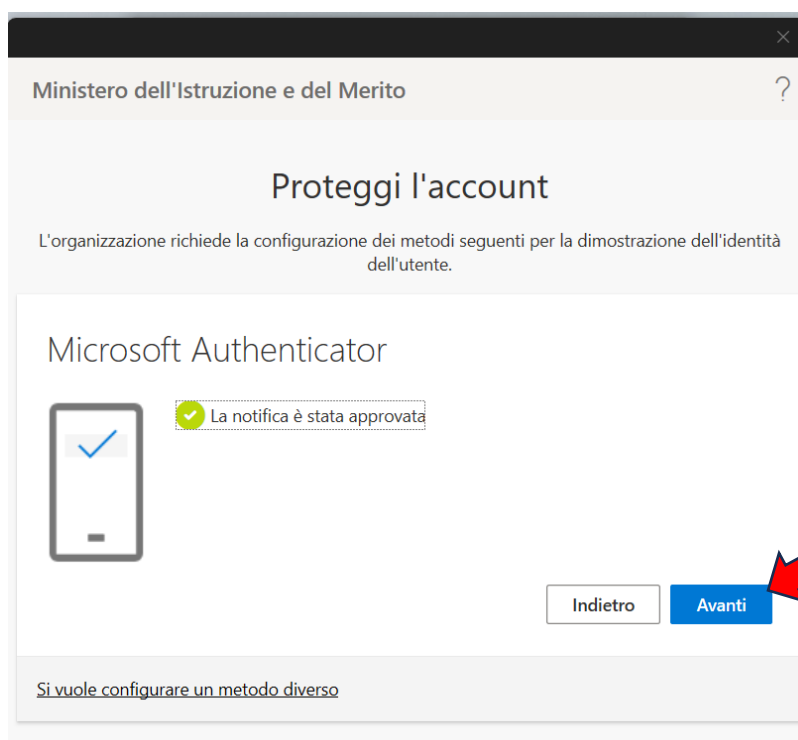 Ministero dell'Istruzione e del Merito
?
Proteggi l'account
L'organizzazione richiede la configurazione dei metodi seguenti per la dimostrazione dell'identità
dell'utente.
Microsoft Authenticator
La notifica è stata approvata
Indietro
Avanti
Si vuole configurare un metodo diverso